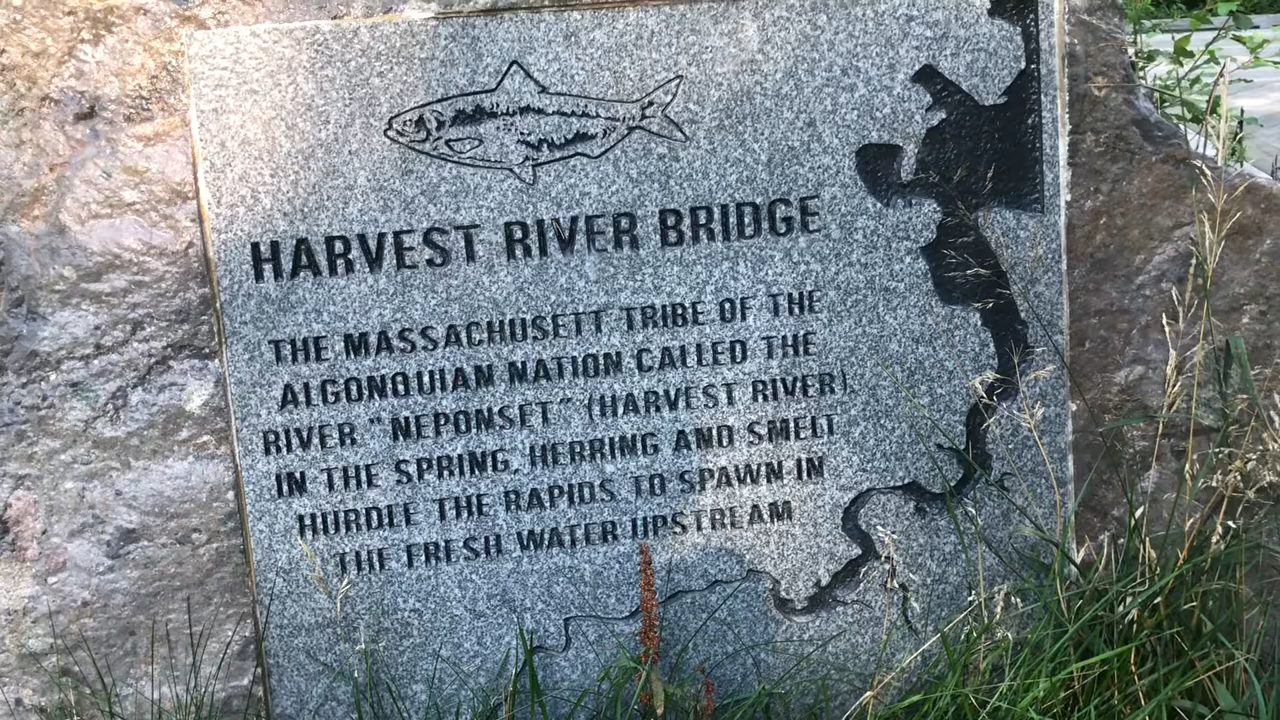 HARVEST RIVER BRIDGE
THE MASSACHUSETT TRIBE OF THE
ALGONQUIAN NATION CALLED THE
RIVER "NEPONSET" (HARVEST RIVER)
IN THE SPRING, HERRING AND SMELT
HURDLE THE RAPIDS TO SPAWN IN
THE FRESH WATER UPSTREAM